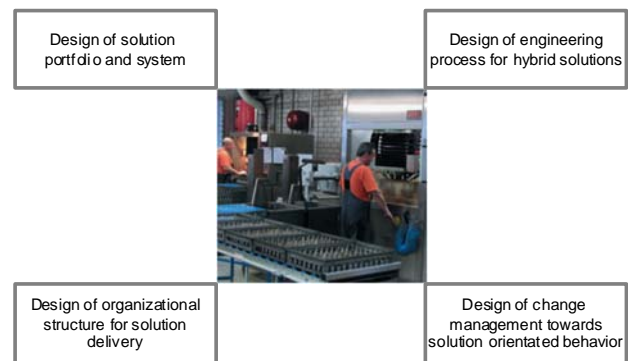 Design of solution
portfolio and system
Design of engineering
process for hybrid solutions
Design of organizational
structure for solution
delivery
Design of change
management towards
solution orientated behavior